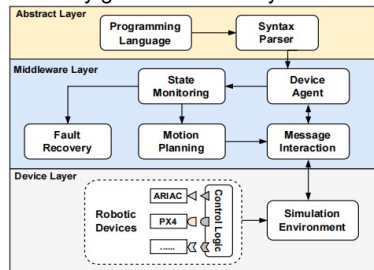 Abstract Layer
Programming
Language
Syntax
Parser
Middleware Layer
State
Monitoring
Device
Agent
Fault
Recovery
Motion
Planning
Message
Interaction
Device Layer
Robotic
Devices
ARIAC
PX4
......
Control Logic
Simulation
Environment